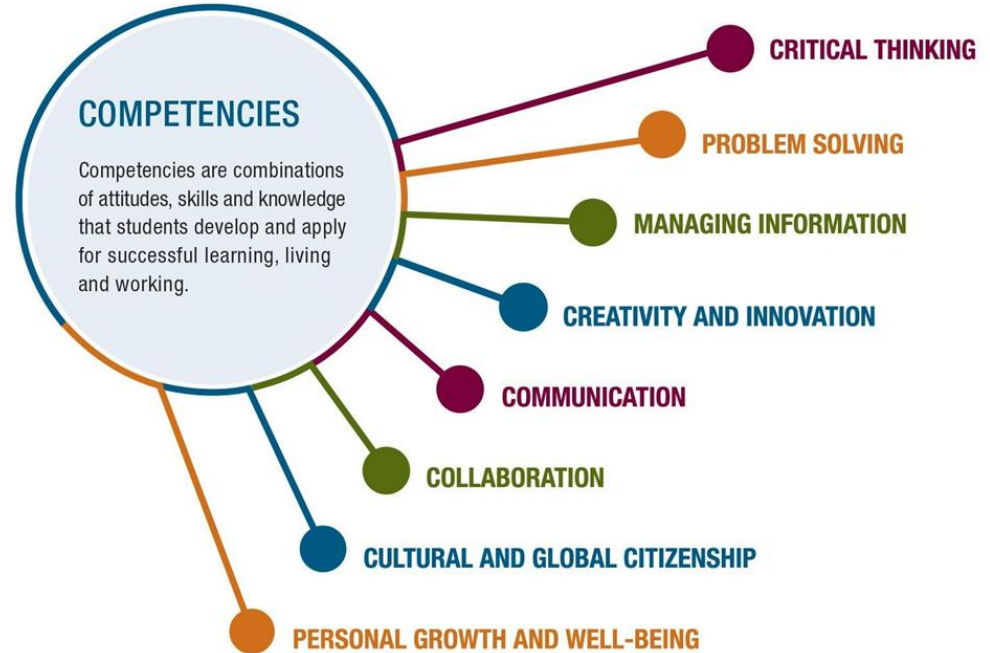 COMPETENCIES
Competencies are combinations
of attitudes, skills and knowledge
that students develop and apply
for successful learning, living
and working.
CRITICAL THINKING
PROBLEM SOLVING
MANAGING INFORMATION
CREATIVITY AND INNOVATION
COMMUNICATION
COLLABORATION
CULTURAL AND GLOBAL CITIZENSHIP
PERSONAL GROWTH AND WELL-BEING